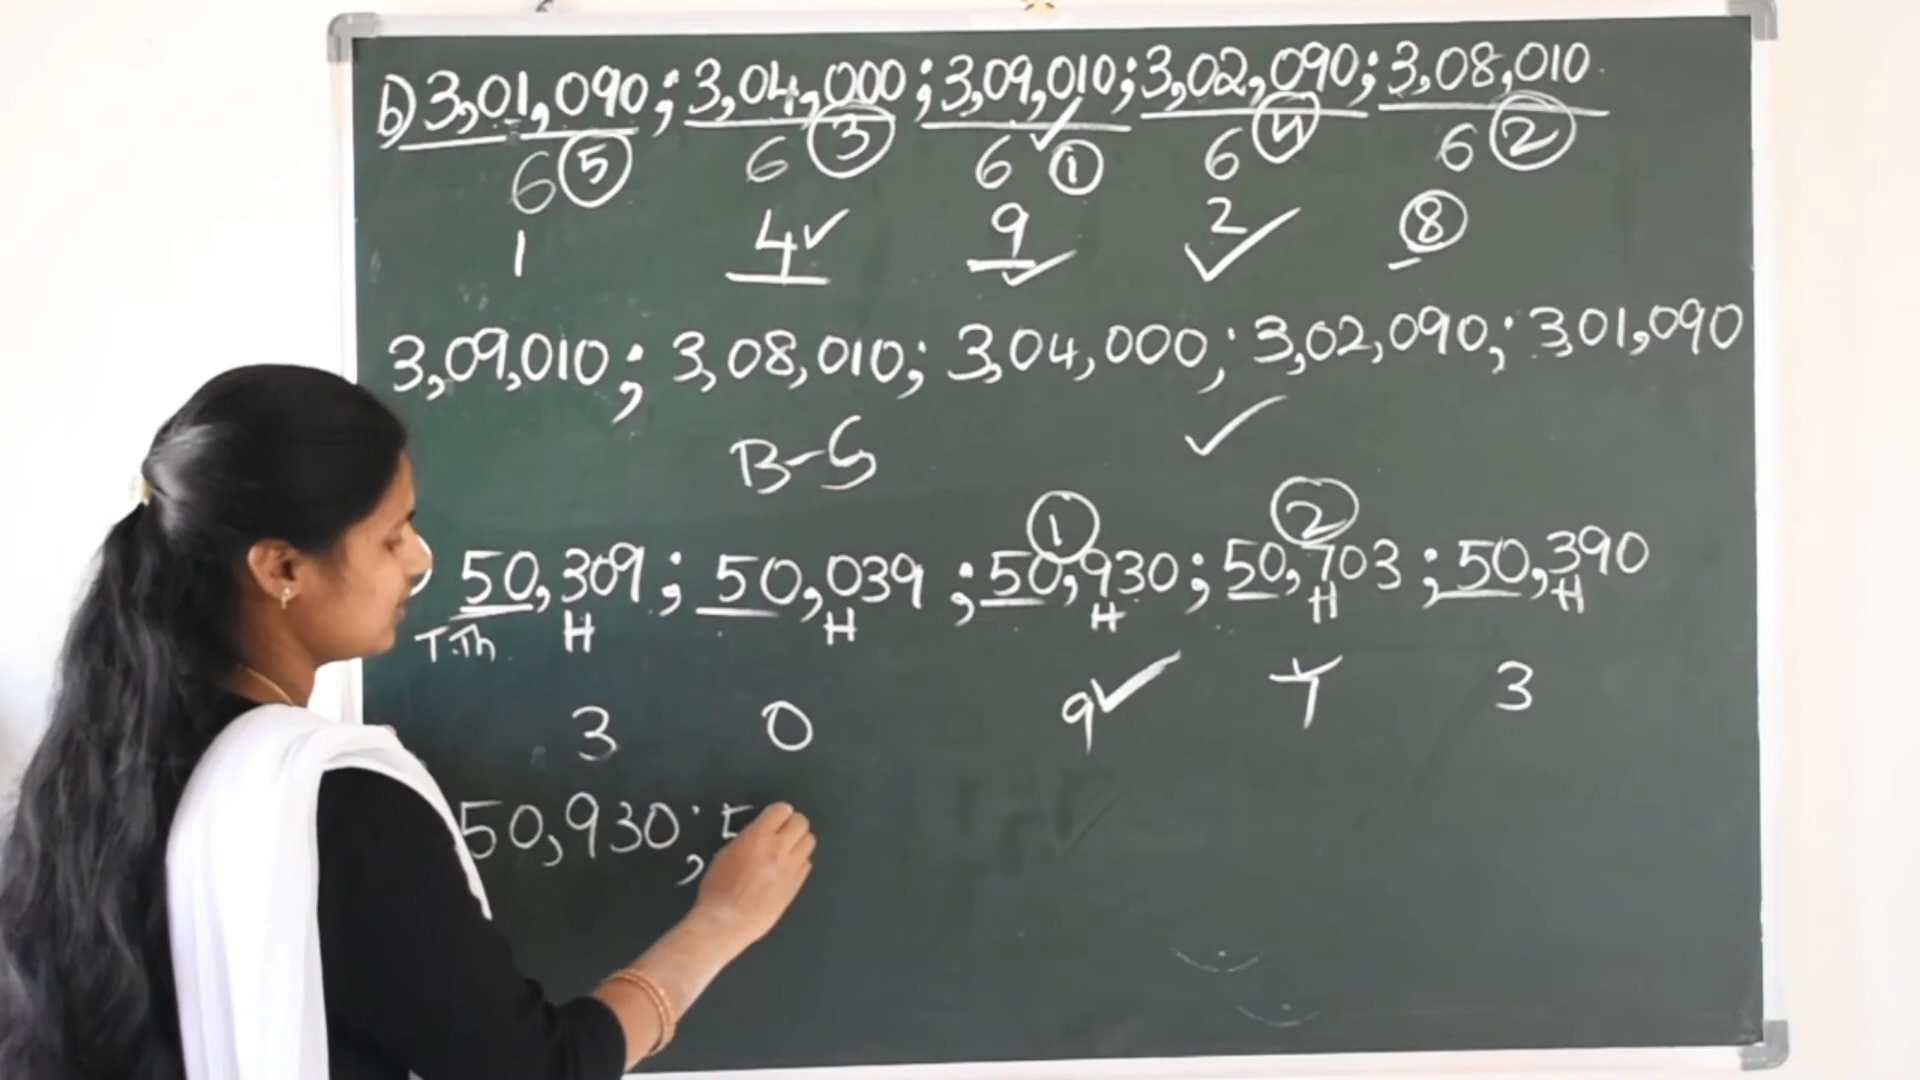 b) 3,01,090 ; 3,04,000 ; 3,09,010 ; 3,02,090 ; 3,08,010
6 5 6 3 6 1 6 4 6 2
1 4 9 2 8
3,09,010 ; 3,08,010 ; 3,04,000 ; 3,02,090 ; 3,01,090
B-S
1 2
) 50,309 ; 50,039 ; 50,930 ; 50,703 ; 50,390
T.Th H H H H H
3 0 9 7 3
50,930 ; 5